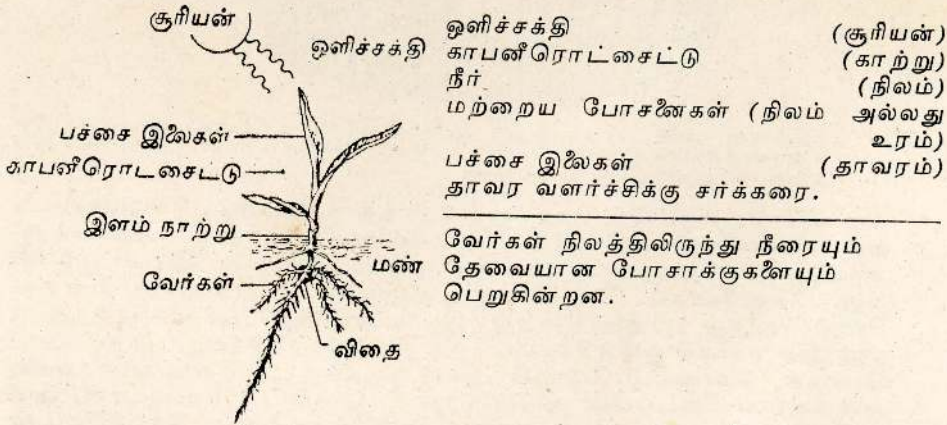 சூரியன்
ஒளிச்சக்தி
பச்சை இலைகள்
காபனீரொட்சைட்டு
இளம் நாற்று
வேர்கள்
மண்
விதை
ஒளிச்சக்தி (சூரியன்)
காபனீரொட்சைட்டு (காற்று)
நீர் (நிலம்)
மற்றைய போசணைகள் (நிலம் அல்லது
உரம்)
பச்சை இலைகள் (தாவரம்)
தாவர வளர்ச்சிக்கு சர்க்கரை.
வேர்கள் நிலத்திலிருந்து நீரையும்
தேவையான போசாக்குகளையும்
பெறுகின்றன.